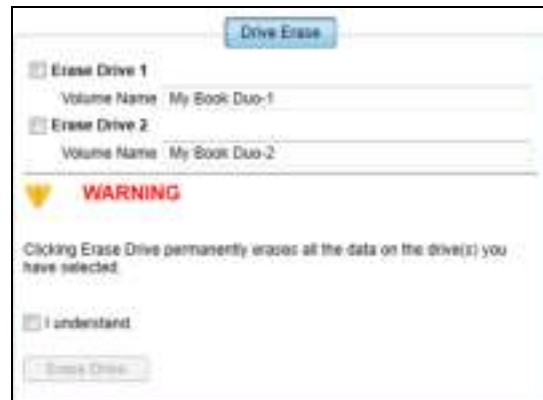 Drive Erase
Erase Drive 1
Volume Name My Book Duo-1
Erase Drive 2
Volume Name My Book Duo-2
WARNING
Clicking Erase Drive permanently erases all the data on the drive(s) you
have selected.
I understand
Erase Drive